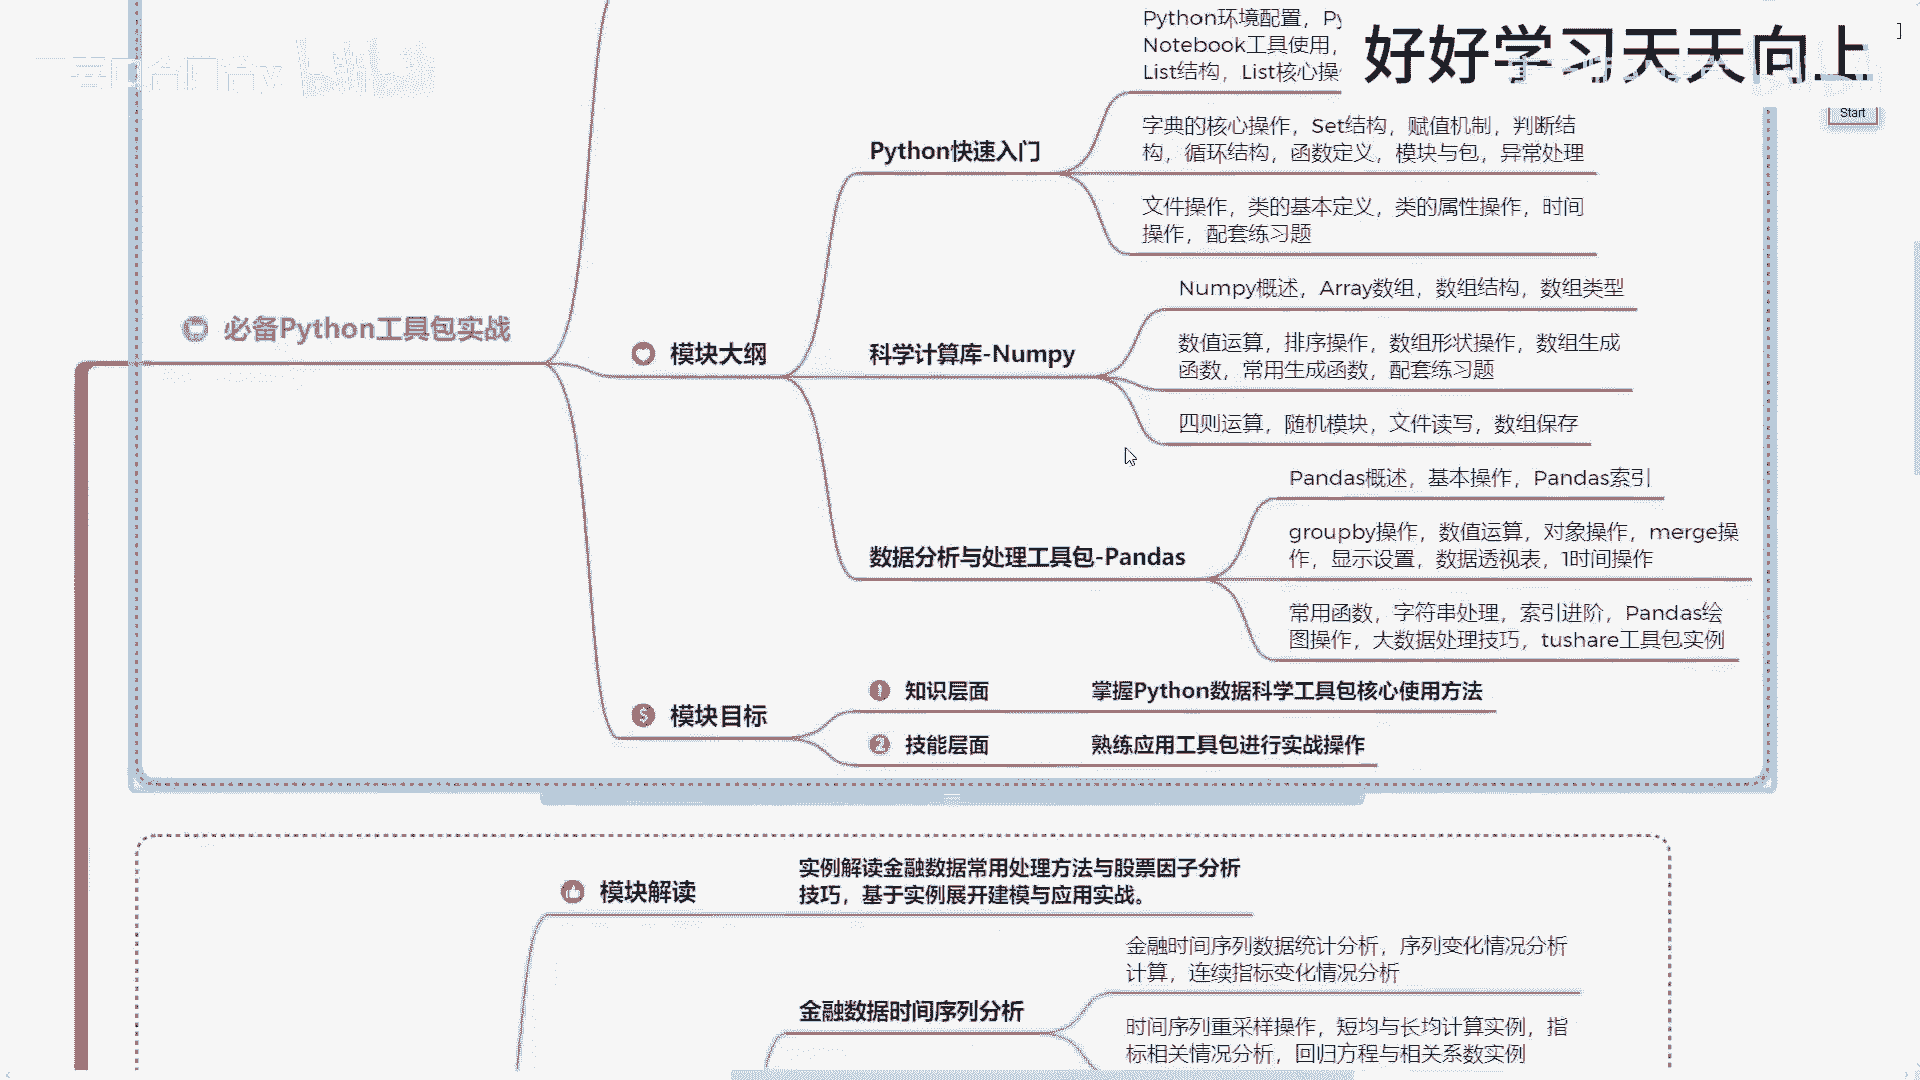 Python环境配置，Py
Notebook工具使用，
List结构，List核心操
好好学习天天向上
Start
Python快速入门
字典的核心操作，Set结构，赋值机制，判断结
构，循环结构，函数定义，模块与包，异常处理
文件操作，类的基本定义，类的属性操作，时间
操作，配套练习题
必备Python工具包实战
模块大纲
科学计算库-Numpy
Numpy概述，Array数组，数组结构，数组类型
数值运算，排序操作，数组形状操作，数组生成
函数，常用生成函数，配套练习题
四则运算，随机模块，文件读写，数组保存
数据分析与处理工具包-Pandas
Pandas概述，基本操作，Pandas索引
groupby操作，数值运算，对象操作，merge操
作，显示设置，数据透视表，1时间操作
常用函数，字符串处理，索引进阶，Pandas绘
图操作，大数据处理技巧，tushare工具包实例
模块目标
1 知识层面 掌握Python数据科学工具包核心使用方法
2 技能层面 熟练应用工具包进行实战操作
模块解读
实例解读金融数据常用处理方法与股票因子分析
技巧，基于实例展开建模与应用实战。
金融数据时间序列分析
金融时间序列数据统计分析，序列变化情况分析
计算，连续指标变化情况分析
时间序列重采样操作，短均与长均计算实例，指
标相关情况分析，回归方程与相关系数实例